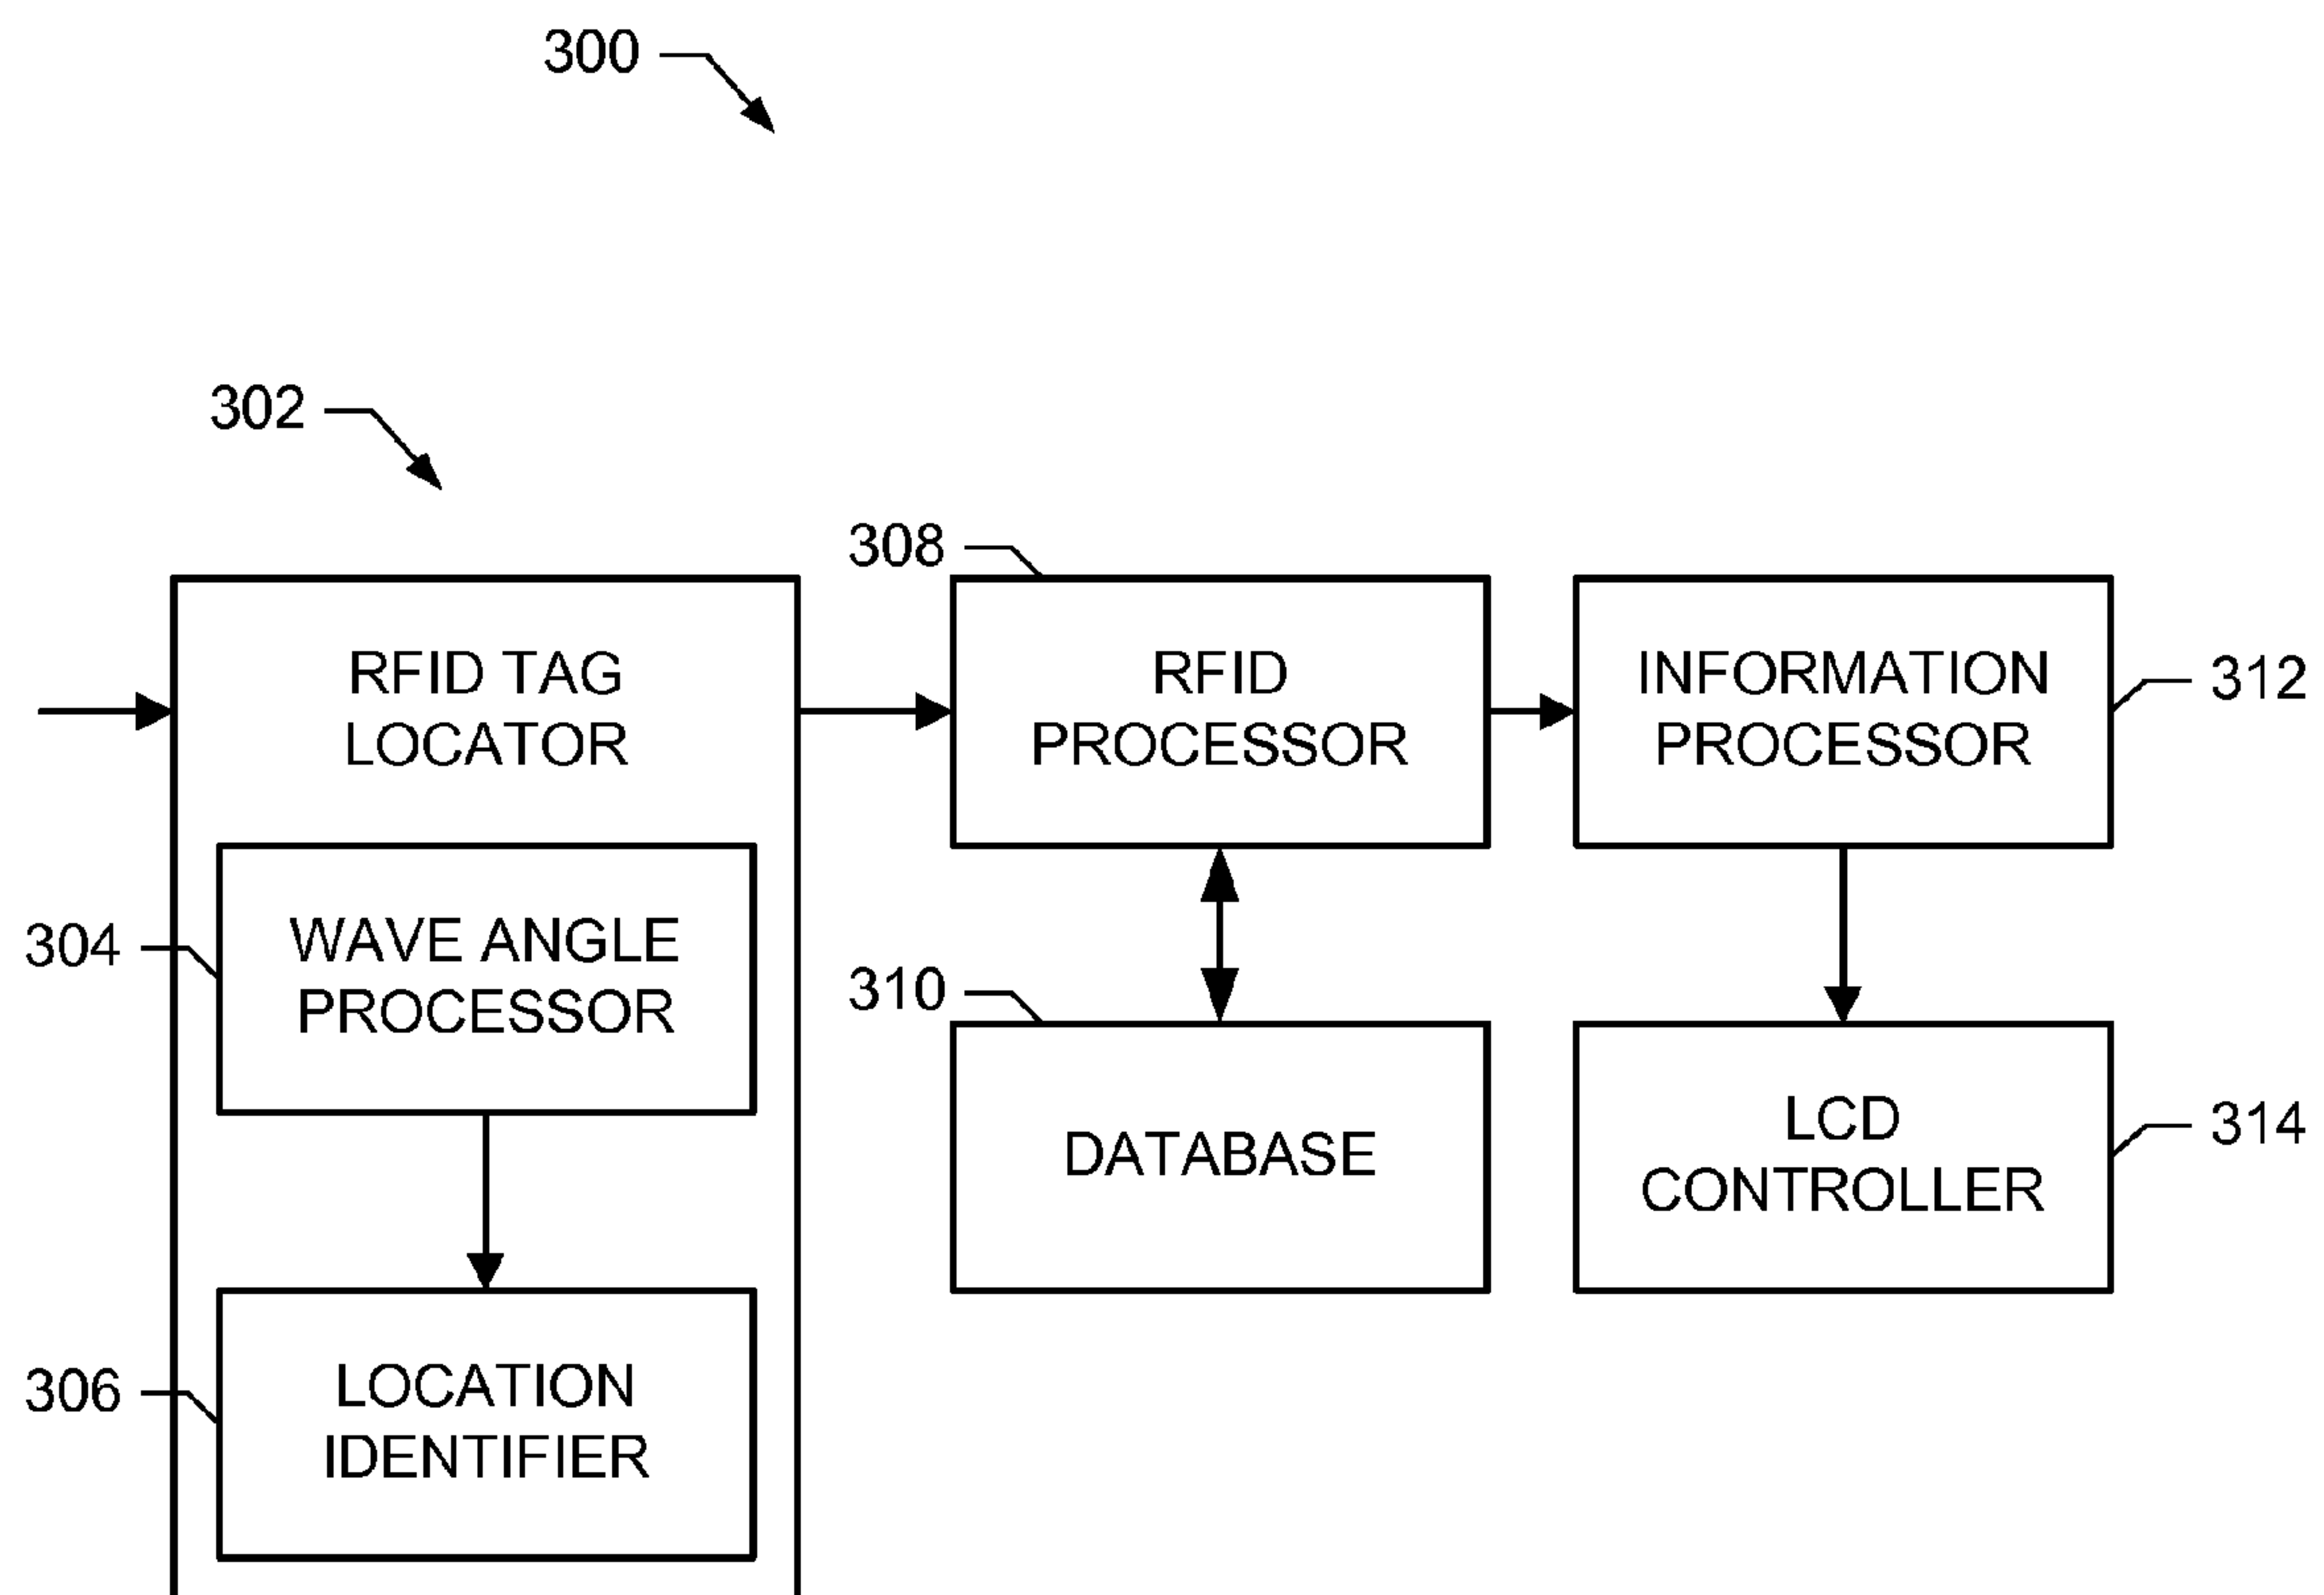 300
302
308
RFID TAG
LOCATOR
RFID
PROCESSOR
INFORMATION
PROCESSOR
312
304
WAVE ANGLE
PROCESSOR
310
DATABASE
LCD
CONTROLLER
314
306
LOCATION
IDENTIFIER